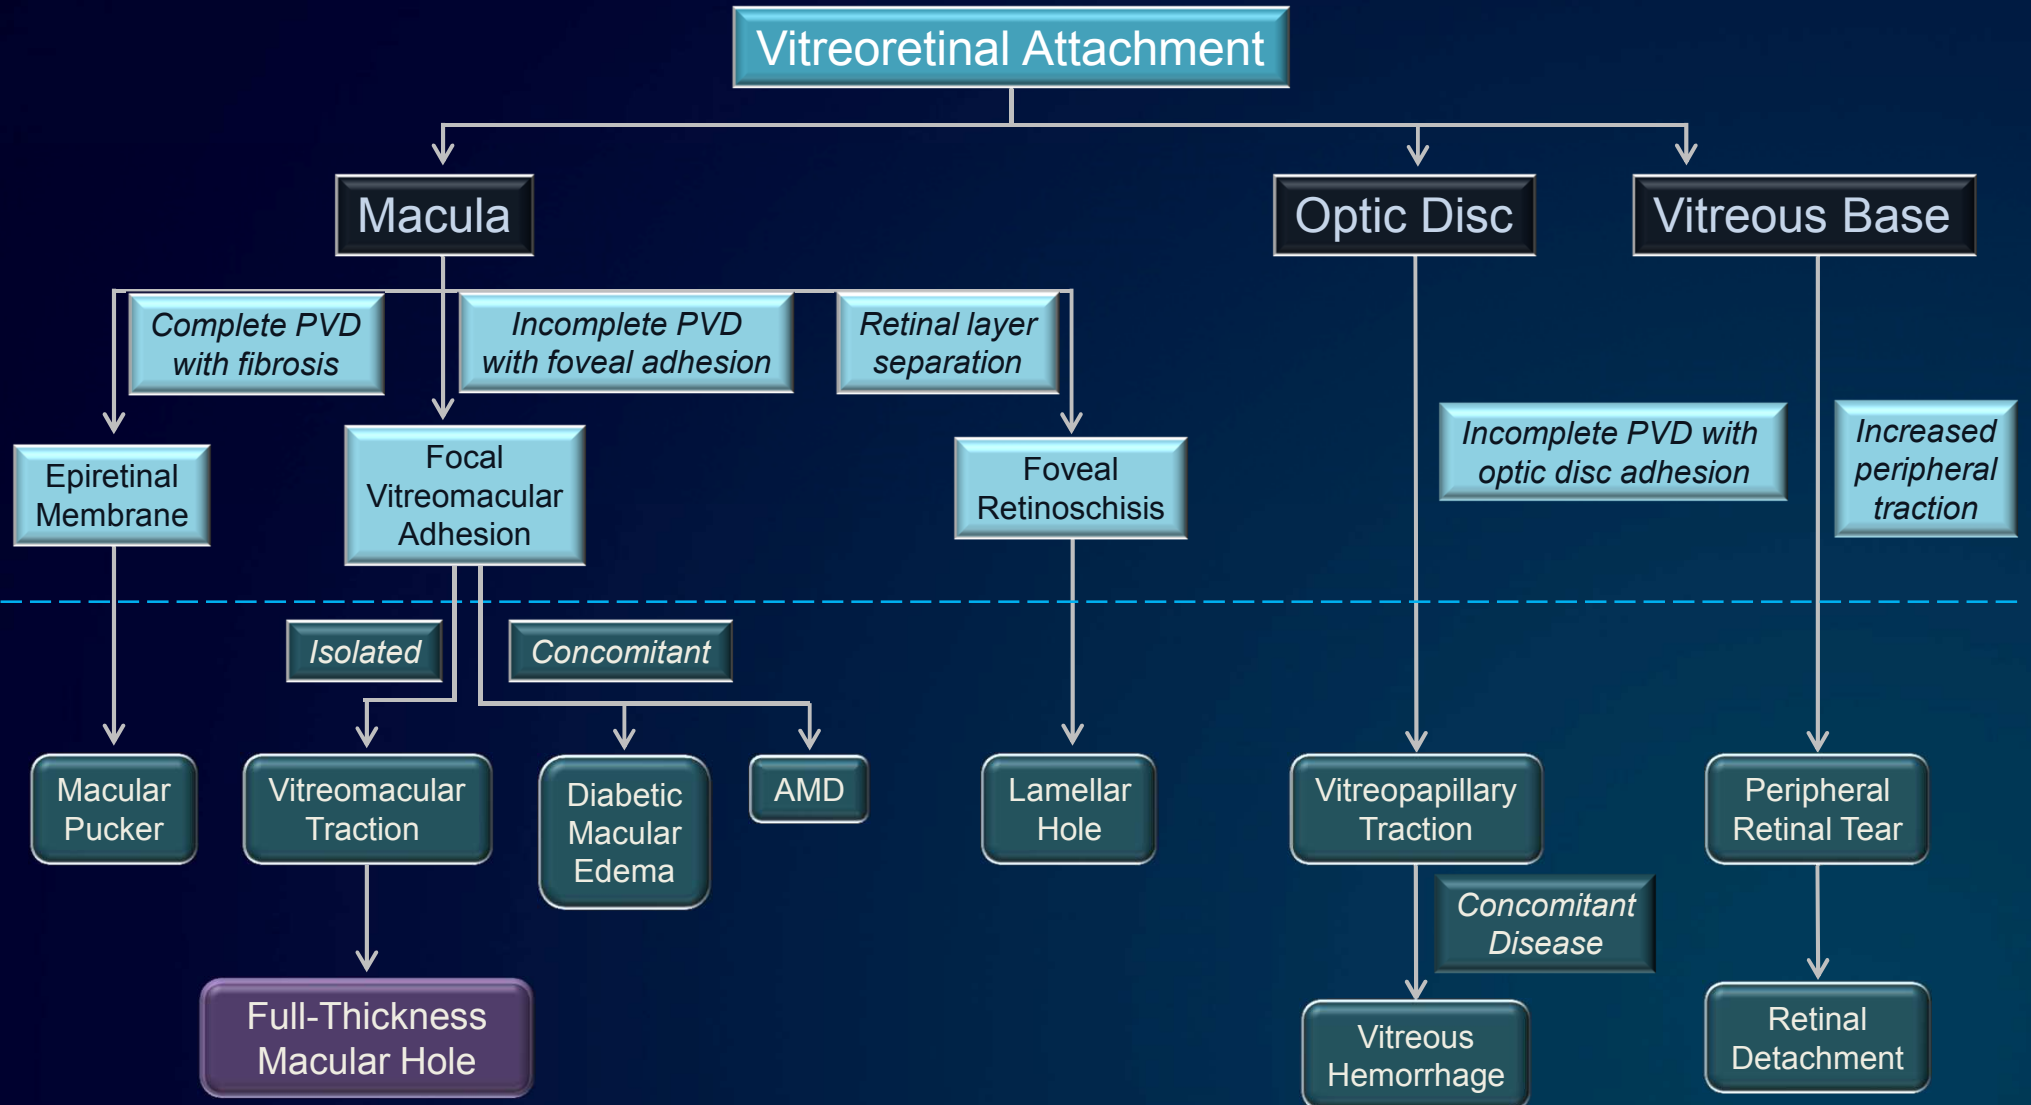 Vitreoretinal Attachment
Macula
Optic Disc
Vitreous Base
Complete PVD
with fibrosis
Incomplete PVD
with foveal adhesion
Retinal layer
separation
Incomplete PVD with
optic disc adhesion
Increased
peripheral
traction
Epiretinal
Membrane
Focal
Vitreomacular
Adhesion
Foveal
Retinoschisis
Isolated
Concomitant
Macular
Pucker
Vitreomacular
Traction
Diabetic
Macular
Edema
AMD
Lamellar
Hole
Vitreopapillary
Traction
Peripheral
Retinal Tear
Concomitant
Disease
Full-Thickness
Macular Hole
Vitreous
Hemorrhage
Retinal
Detachment